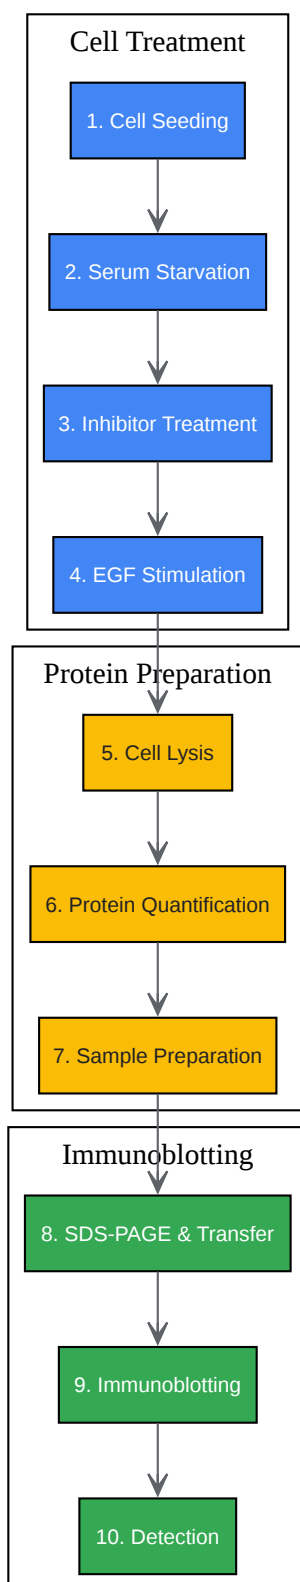 Cell Treatment
1. Cell Seeding
2. Serum Starvation
3. Inhibitor Treatment
4. EGF Stimulation
Protein Preparation
5. Cell Lysis
6. Protein Quantification
7. Sample Preparation
Immunoblotting
8. SDS-PAGE & Transfer
9. Immunoblotting
10. Detection